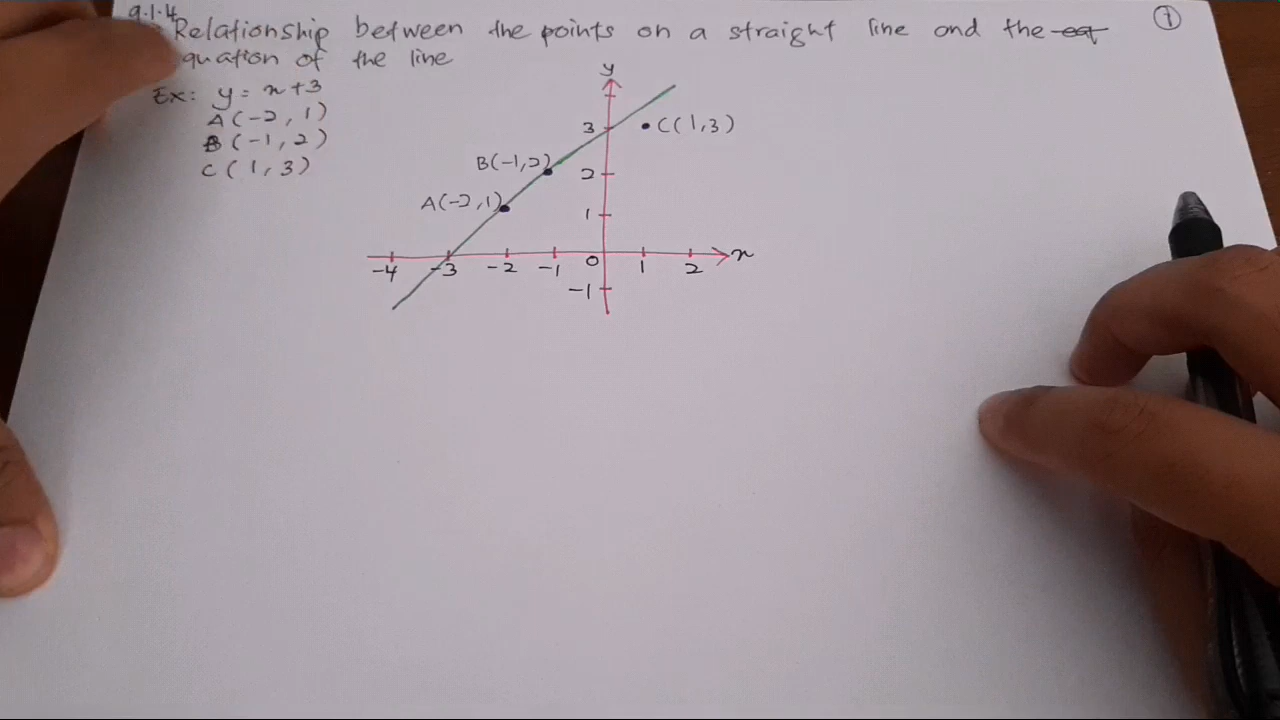 9.1.4
Relationship between the points on a straight line and the eq
quation of the line
①
Ex: y = x+3
A(-2, 1)
B(-1, 2)
C(1, 3)
y
3
C(1,3)
B(-1,2)
2
A(-2,1)
1
-4 -3 -2 -1 0 1 2 x
-1